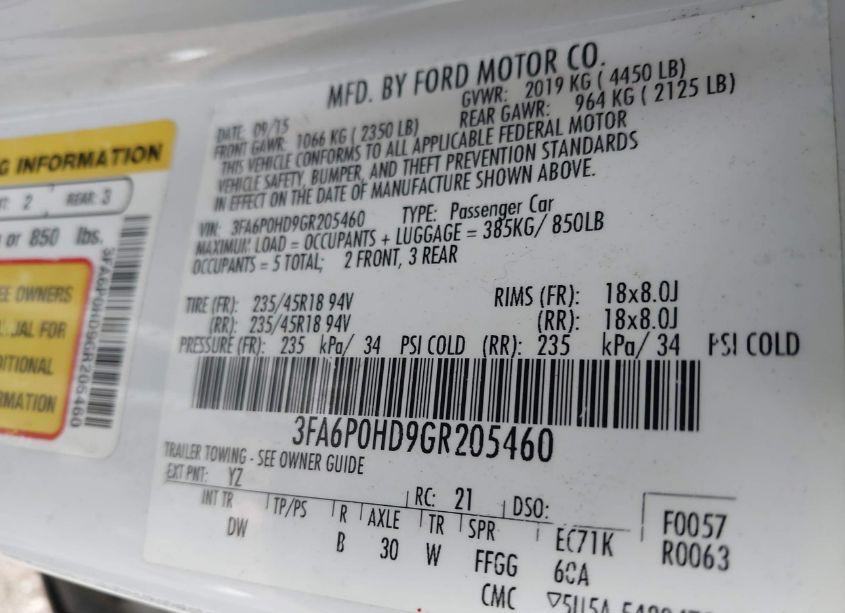 G INFORMATION
T: 2 REAR: 3
or 850 lbs.
3FA6P0HD9GR205460
EE OWNERS
UAL FOR
DITIONAL
RMATION
MFD. BY FORD MOTOR CO.
DATE: 09/15 GVWR: 2019 KG ( 4450 LB)
FRONT GAWR: 1066 KG ( 2350 LB) REAR GAWR: 964 KG ( 2125 LB)
THIS VEHICLE CONFORMS TO ALL APPLICABLE FEDERAL MOTOR
VEHICLE SAFETY, BUMPER, AND THEFT PREVENTION STANDARDS
IN EFFECT ON THE DATE OF MANUFACTURE SHOWN ABOVE.
VIN: 3FA6P0HD9GR205460 TYPE: Passenger Car
MAXIMUM LOAD = OCCUPANTS + LUGGAGE = 385KG/ 850LB
OCCUPANTS = 5 TOTAL; 2 FRONT, 3 REAR
TIRE (FR): 235/45R18 94V RIMS (FR): 18x8.0J
(RR): 235/45R18 94V (RR): 18x8.0J
PRESSURE (FR): 235 kPa/ 34 PSI COLD (RR): 235 kPa/ 34 PSI COLD
3FA6P0HD9GR205460
TRAILER TOWING - SEE OWNER GUIDE
EXT PNT: YZ RC: 21 DSO: F0057
INT TR TP/PS R AXLE TR SPR EC71K R0063
DW B 30 W FFGG 6CA
CMC